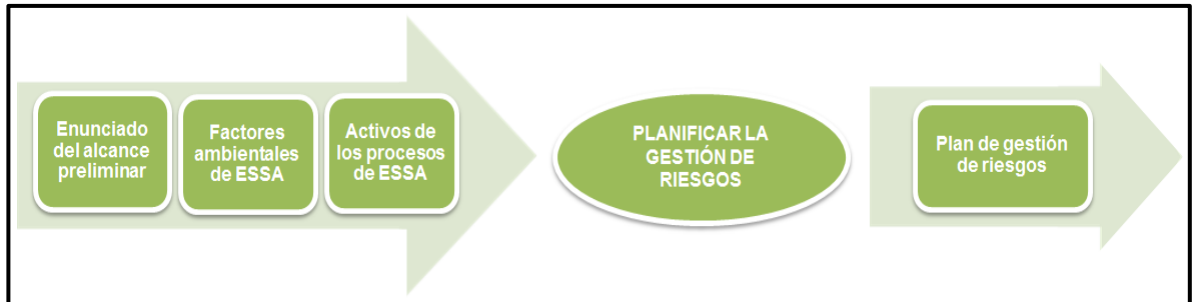 Enunciado
del alcance
preliminar
Factores
ambientales
de ESSA
Activos de
los procesos
de ESSA
PLANIFICAR LA
GESTIÓN DE
RIESGOS
Plan de gestión
de riesgos